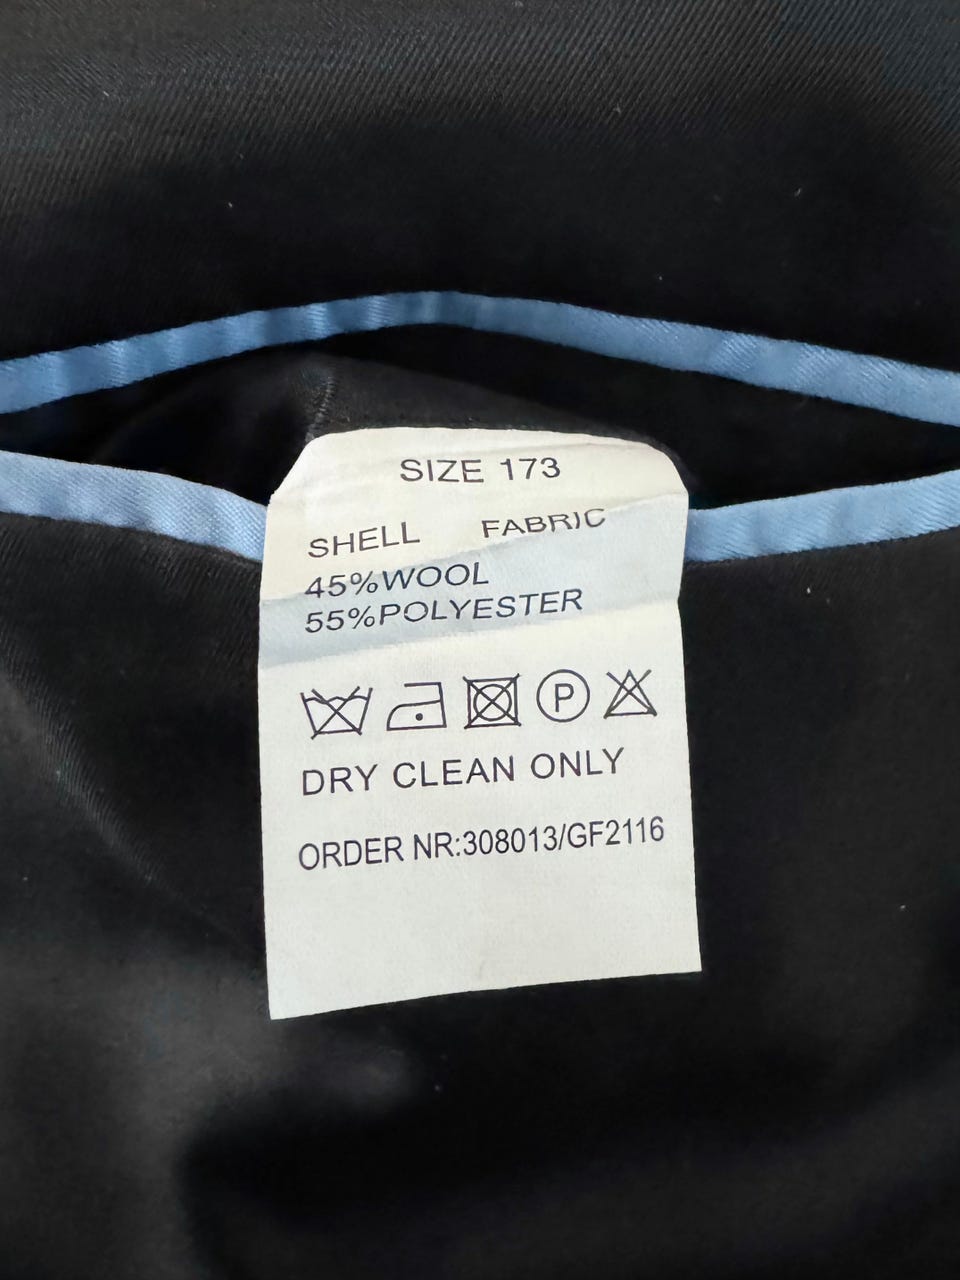 SIZE 173
SHELL FABRIC
45%WOOL
55%POLYESTER
P
DRY CLEAN ONLY
ORDER NR:308013/GF2116